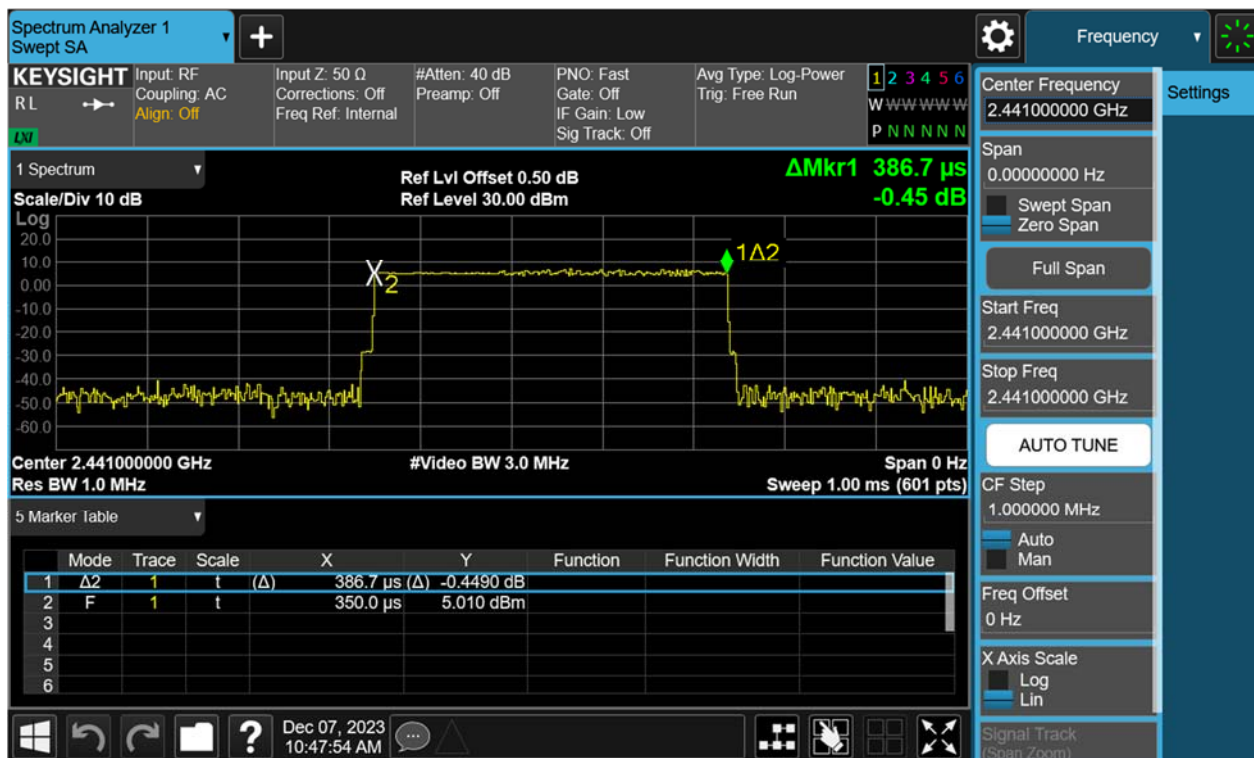 Spectrum Analyzer 1
Swept SA
+
Frequency
KEYSIGHT
R L
LXI
Input: RF
Coupling: AC
Align: Off
Input Z: 50 Ω
Corrections: Off
Freq Ref: Internal
#Atten: 40 dB
Preamp: Off
PNO: Fast
Gate: Off
IF Gain: Low
Sig Track: Off
Avg Type: Log-Power
Trig: Free Run
1 2 3 4 5 6
W W W W W W
P N N N N N
1 Spectrum
Scale/Div 10 dB
Ref Lvl Offset 0.50 dB
Ref Level 30.00 dBm
ΔMkr1 386.7 µs
-0.45 dB
Log
20.0
10.0
0.00
-10.0
-20.0
-30.0
-40.0
-50.0
-60.0
X2
1Δ2
Center 2.441000000 GHz
#Video BW 3.0 MHz
Span 0 Hz
Res BW 1.0 MHz
Sweep 1.00 ms (601 pts)
5 Marker Table
Mode Trace Scale X Y Function Function Width Function Value
1 Δ2 1 t (Δ) 386.7 µs (Δ) -0.4490 dB
2 F 1 t 350.0 µs 5.010 dBm
3
4
5
6
Center Frequency
2.441000000 GHz
Settings
Span
0.00000000 Hz
Swept Span
Zero Span
Full Span
Start Freq
2.441000000 GHz
Stop Freq
2.441000000 GHz
AUTO TUNE
CF Step
1.000000 MHz
Auto
Man
Freq Offset
0 Hz
X Axis Scale
Log
Lin
Signal Track
(Span Zoom)
?
Dec 07, 2023
10:47:54 AM